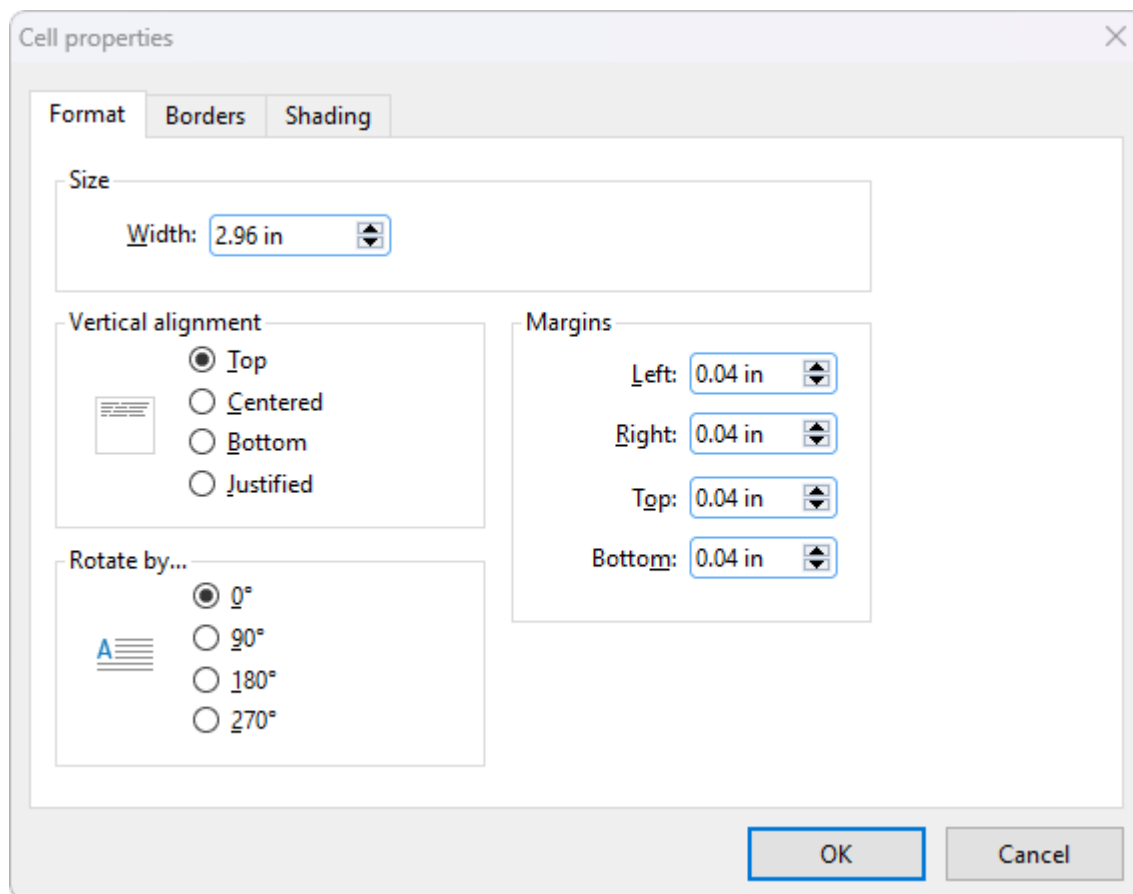 Cell properties
Format Borders Shading
Size
Width: 2.96 in
Vertical alignment
Top
Centered
Bottom
Justified
Margins
Left: 0.04 in
Right: 0.04 in
Top: 0.04 in
Bottom: 0.04 in
Rotate by...
A
0°
90°
180°
270°
OK Cancel